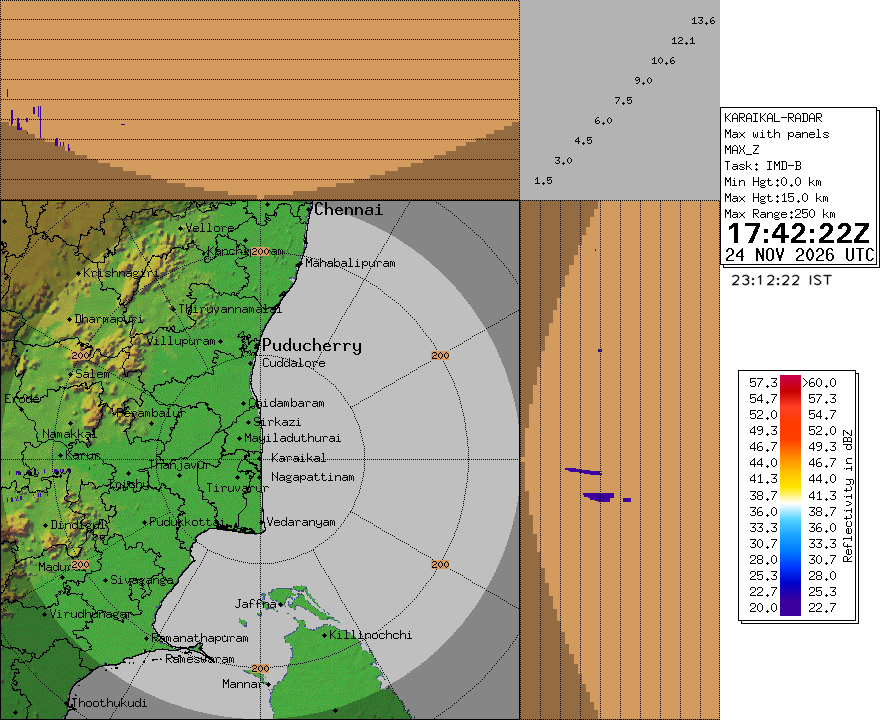 13.6
12.1
10.6
9.0
7.5
6.0
4.5
3.0
1.5
KARAIKAL-RADAR
Max with panels
MAX_Z
Task: IMD-B
Min Hgt:0.0 km
Max Hgt:15.0 km
Max Range:250 km
17:42:22Z
24 NOV 2026 UTC
23:12:22 IST
Chennai
Vellore
200
Mahabalipuram
Krishnagiri
Thiruvannamalai
Dharmapuri
Villupuram
Puducherry
200
200
Cuddalore
Salem
Erode
Chidambaram
Perambalur
Sirkazi
Namakkal
Mayiladuthurai
Karur
Karaikal
Thanjavur
Nagapattinam
Tiruvarur
Dindigul
Pudukkottai
Vedaranyam
200
200
Sivaganga
Jaffna
Virudhunagar
Killinochchi
Ramanathapuram
Rameswaram
200
Mannar
Thoothukudi
57.3 >60.0
54.7 57.3
52.0 54.7
49.3 52.0
46.7 49.3
44.0 46.7
41.3 44.0
38.7 41.3
36.0 38.7
33.3 36.0
30.7 33.3
28.0 30.7
25.3 28.0
22.7 25.3
20.0 22.7
Reflectivity in dBZ